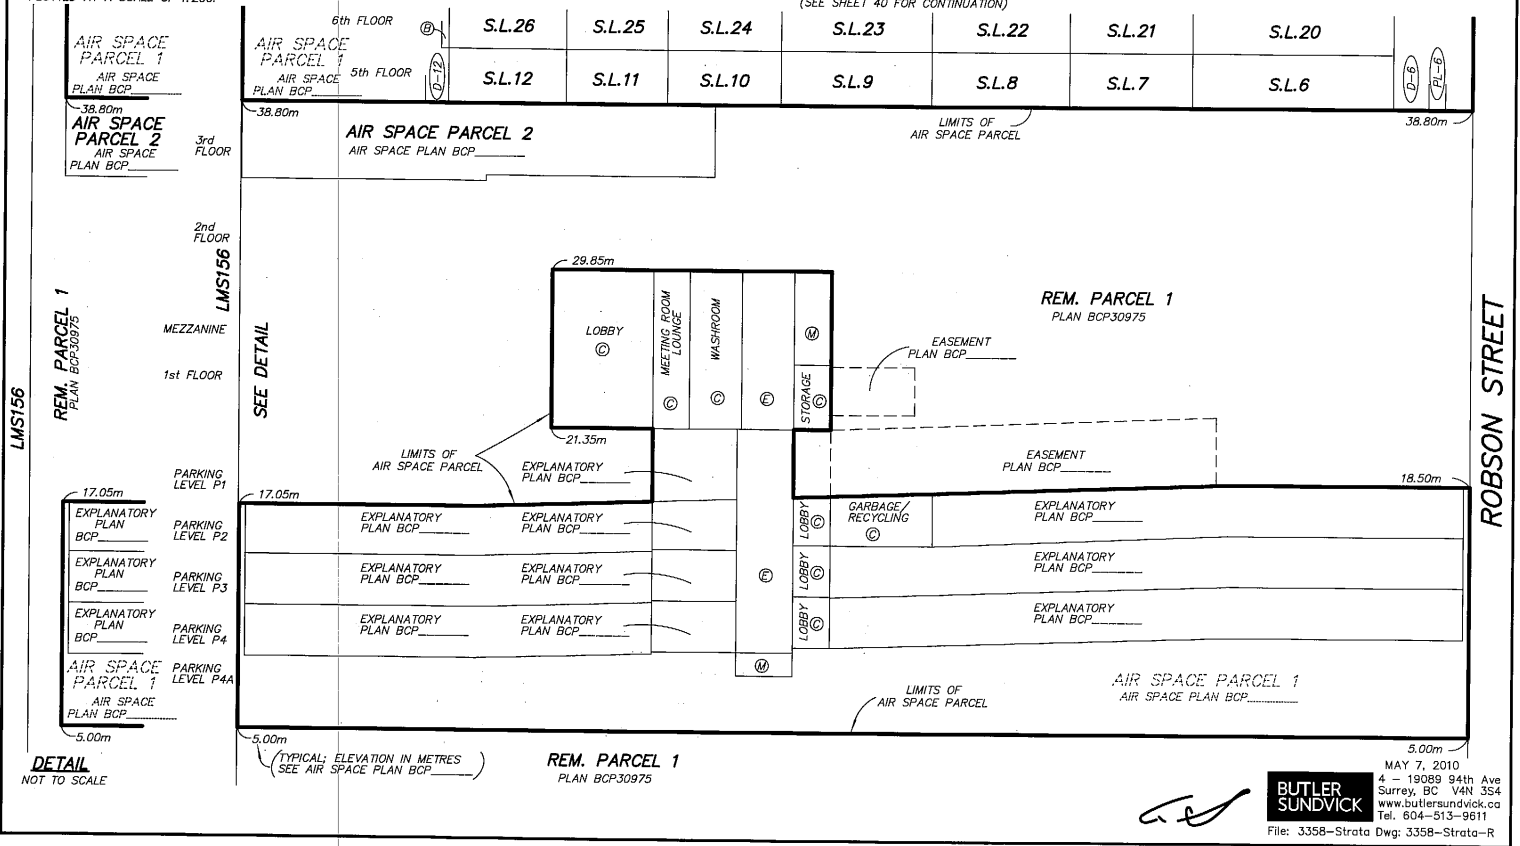 (SEE SHEET 40 FOR CONTINUATION)
6th FLOOR
B
S.L.26
S.L.25
S.L.24
S.L.23
S.L.22
S.L.21
S.L.20
AIR SPACE
PARCEL 1
AIR SPACE
PLAN BCP
AIR SPACE
PARCEL 1
AIR SPACE
PLAN BCP
5th FLOOR
D-12
S.L.12
S.L.11
S.L.10
S.L.9
S.L.8
S.L.7
S.L.6
D-6
PL-6
38.80m
38.80m
38.80m
AIR SPACE
PARCEL 2
AIR SPACE
PLAN BCP
3rd
FLOOR
AIR SPACE PARCEL 2
AIR SPACE PLAN BCP
LIMITS OF
AIR SPACE PARCEL
2nd
FLOOR
LMS156
29.85m
REM. PARCEL 1
PLAN BCP30975
MEZZANINE
1st FLOOR
SEE DETAIL
LOBBY
C
MEETING ROOM
LOUNGE
C
WASHROOM
C
E
M
STORAGE
C
EASEMENT
PLAN BCP
REM. PARCEL 1
PLAN BCP30975
ROBSON STREET
LMS156
21.35m
LIMITS OF
AIR SPACE PARCEL
PARKING
LEVEL P1
EXPLANATORY
PLAN BCP
EASEMENT
PLAN BCP
17.05m
17.05m
18.50m
EXPLANATORY
PLAN
BCP
PARKING
LEVEL P2
EXPLANATORY
PLAN BCP
EXPLANATORY
PLAN BCP
LOBBY
C
GARBAGE/
RECYCLING
C
EXPLANATORY
PLAN BCP
EXPLANATORY
PLAN
BCP
PARKING
LEVEL P3
EXPLANATORY
PLAN BCP
EXPLANATORY
PLAN BCP
E
LOBBY
C
EXPLANATORY
PLAN BCP
EXPLANATORY
PLAN
BCP
PARKING
LEVEL P4
EXPLANATORY
PLAN BCP
EXPLANATORY
PLAN BCP
LOBBY
C
EXPLANATORY
PLAN BCP
AIR SPACE
PARCEL 1
AIR SPACE
PLAN BCP
PARKING
LEVEL P4A
M
LIMITS OF
AIR SPACE PARCEL
AIR SPACE PARCEL 1
AIR SPACE PLAN BCP
5.00m
5.00m
5.00m
DETAIL
NOT TO SCALE
(TYPICAL; ELEVATION IN METRES
SEE AIR SPACE PLAN BCP)
REM. PARCEL 1
PLAN BCP30975
MAY 7, 2010
BUTLER
SUNDVICK
4 - 19089 94th Ave
Surrey, BC V4N 3S4
www.butlersundvick.ca
Tel. 604-513-9611
File: 3358-Strata Dwg: 3358-Strata-R